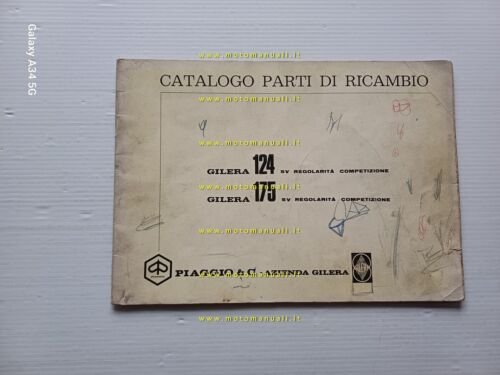 www.motomanuali.it
CATALOGO PARTI DI RICAMBIO
www.motomanuali.it
www.motomanuali.it
GILERA 124 5V REGOLARITÀ COMPETIZIONE
www.motomanuali.it
GILERA 175 5V REGOLARITÀ COMPETIZIONE
www.motomanuali.it
PIAGGIO & C. AZIENDA GILERA
GILERA
www.motomanuali.it
www.motomanuali.it
Galaxy A34 5G